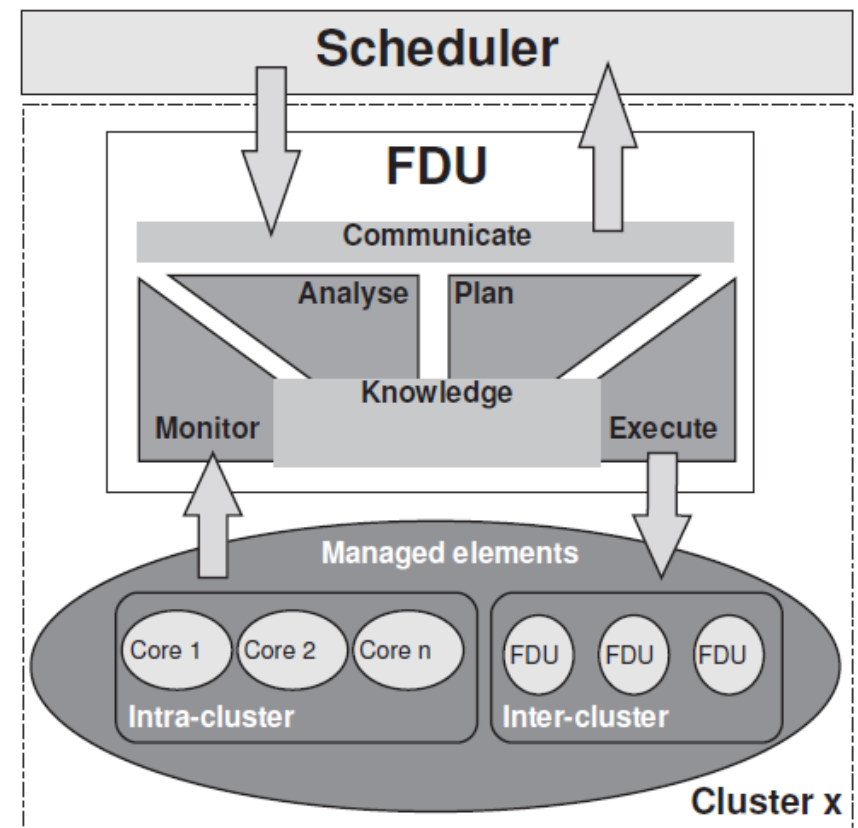 Scheduler
FDU
Communicate
Analyse Plan
Knowledge
Monitor Execute
Managed elements
Core 1 Core 2 Core n FDU FDU FDU
Intra-cluster Inter-cluster
Cluster x